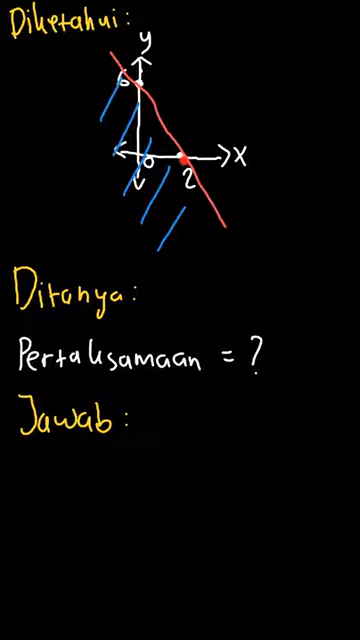 Diketahui:
y
6
0
X
2
Ditanya:
Pertaksamaan = ?
Jawab: